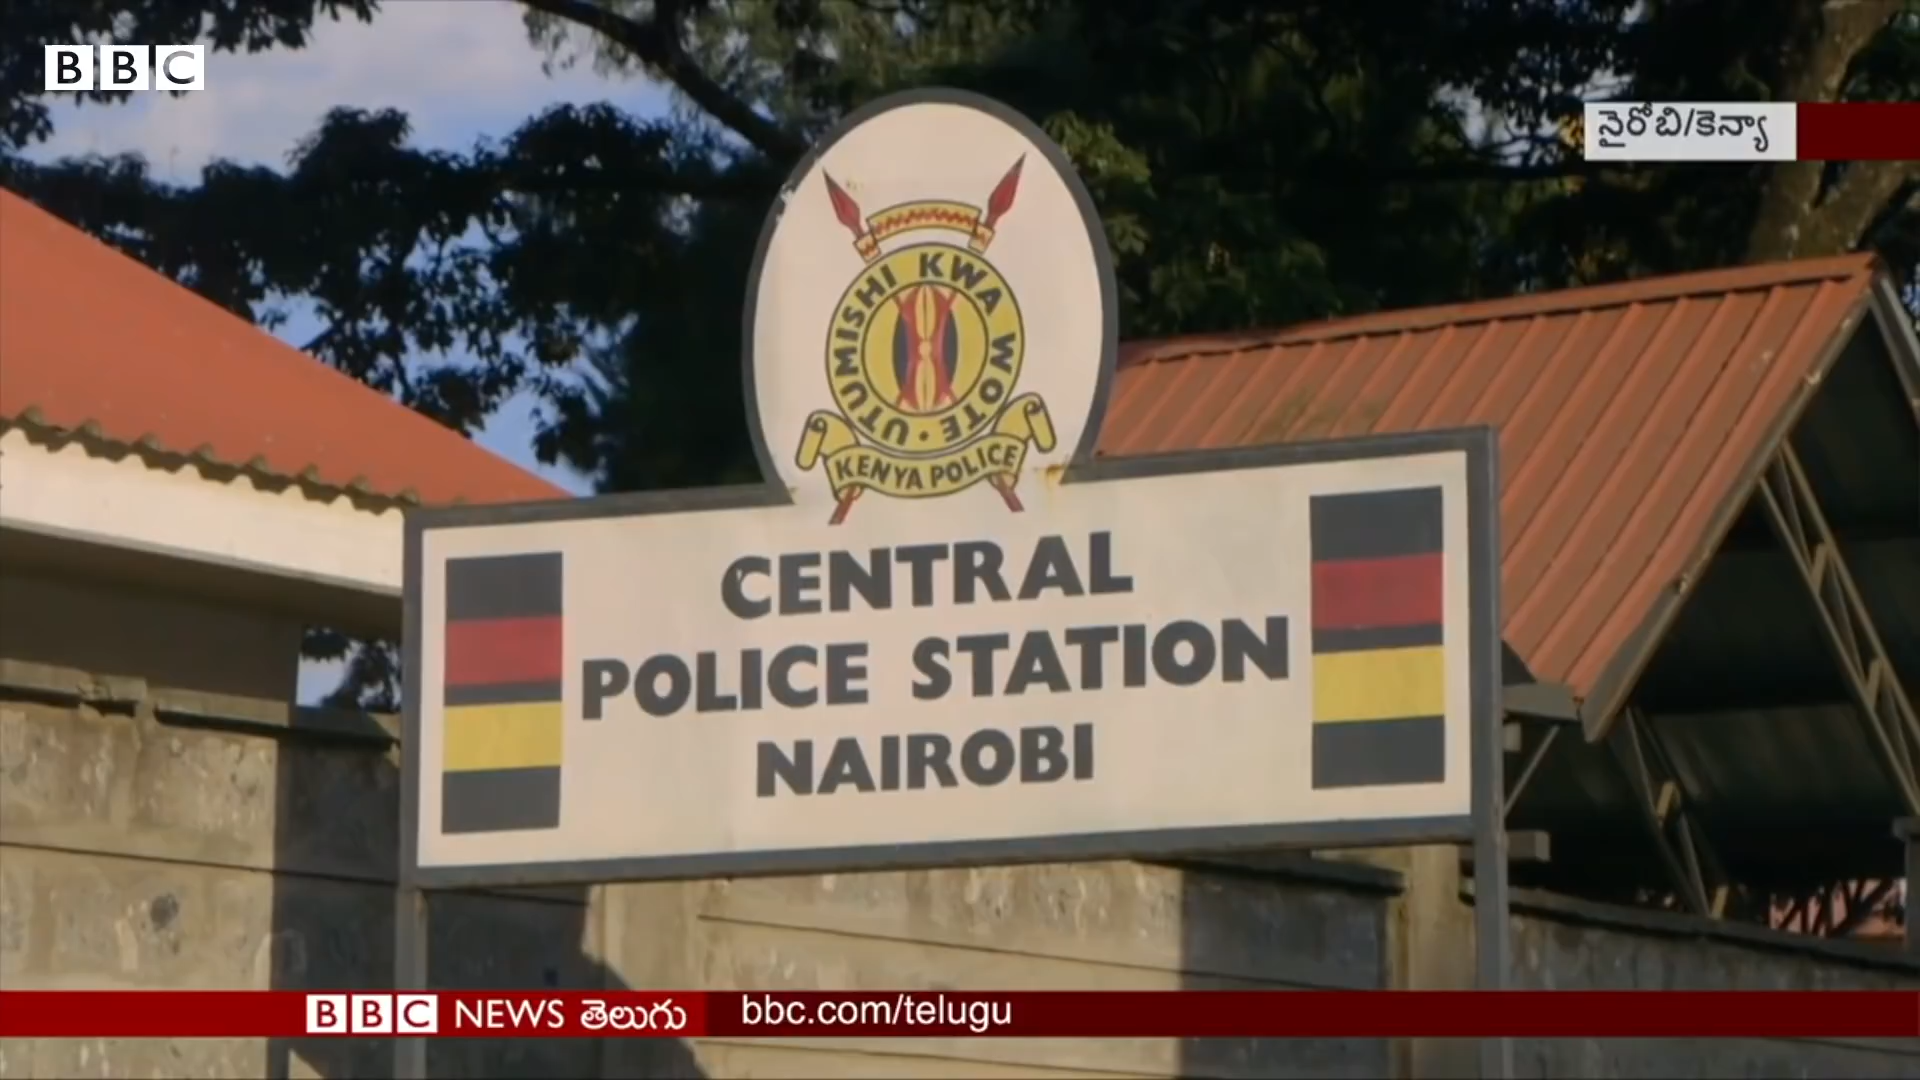 BBC
నైరోబి/కెన్యా
UTUMISHI KWA WOTE
KENYA POLICE
CENTRAL
POLICE STATION
NAIROBI
BBC NEWS తెలుగు bbc.com/telugu